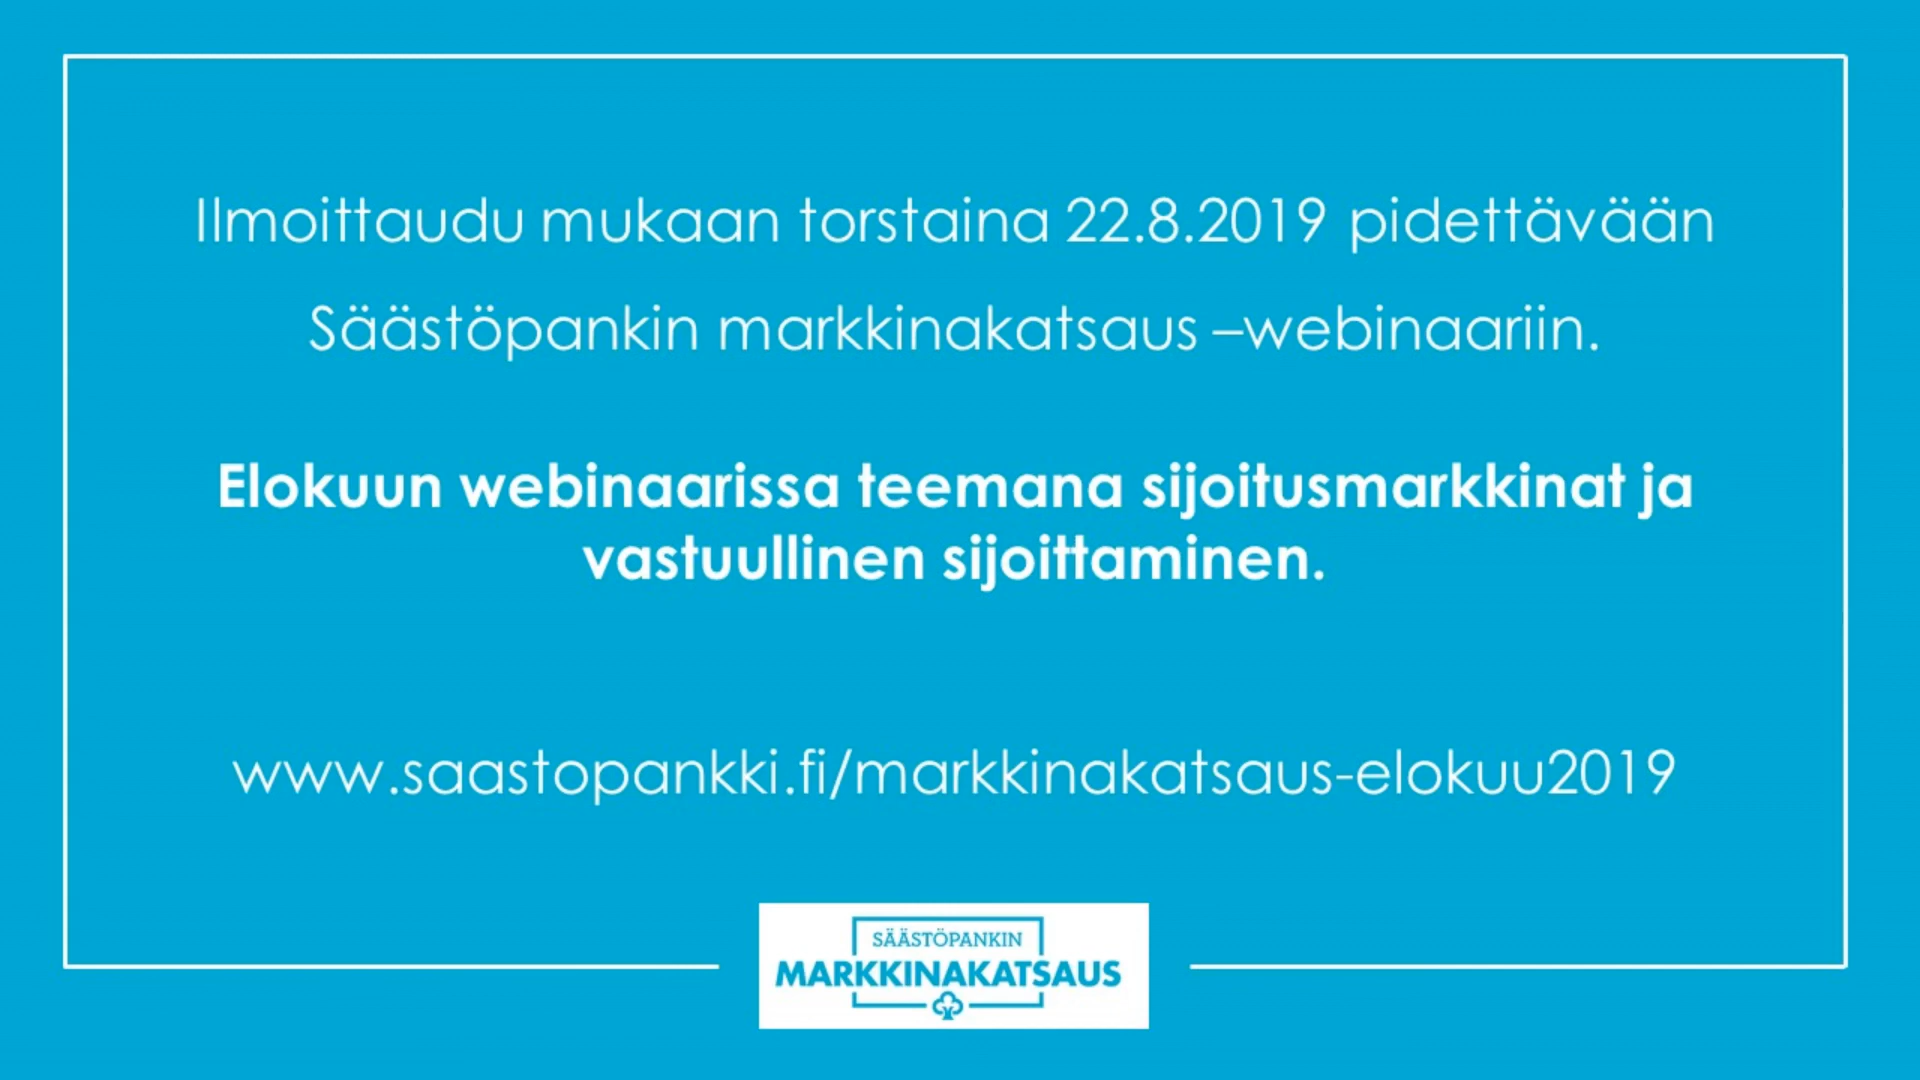 Ilmoittaudu mukaan torstaina 22.8.2019 pidettävään
Säästöpankin markkinakatsaus –webinaariin.
Elokuun webinaarissa teemana sijoitusmarkkinat ja
vastuullinen sijoittaminen.
www.saastopankki.fi/markkinakatsaus-elokuu2019
SÄÄSTÖPANKIN
MARKKINAKATSAUS